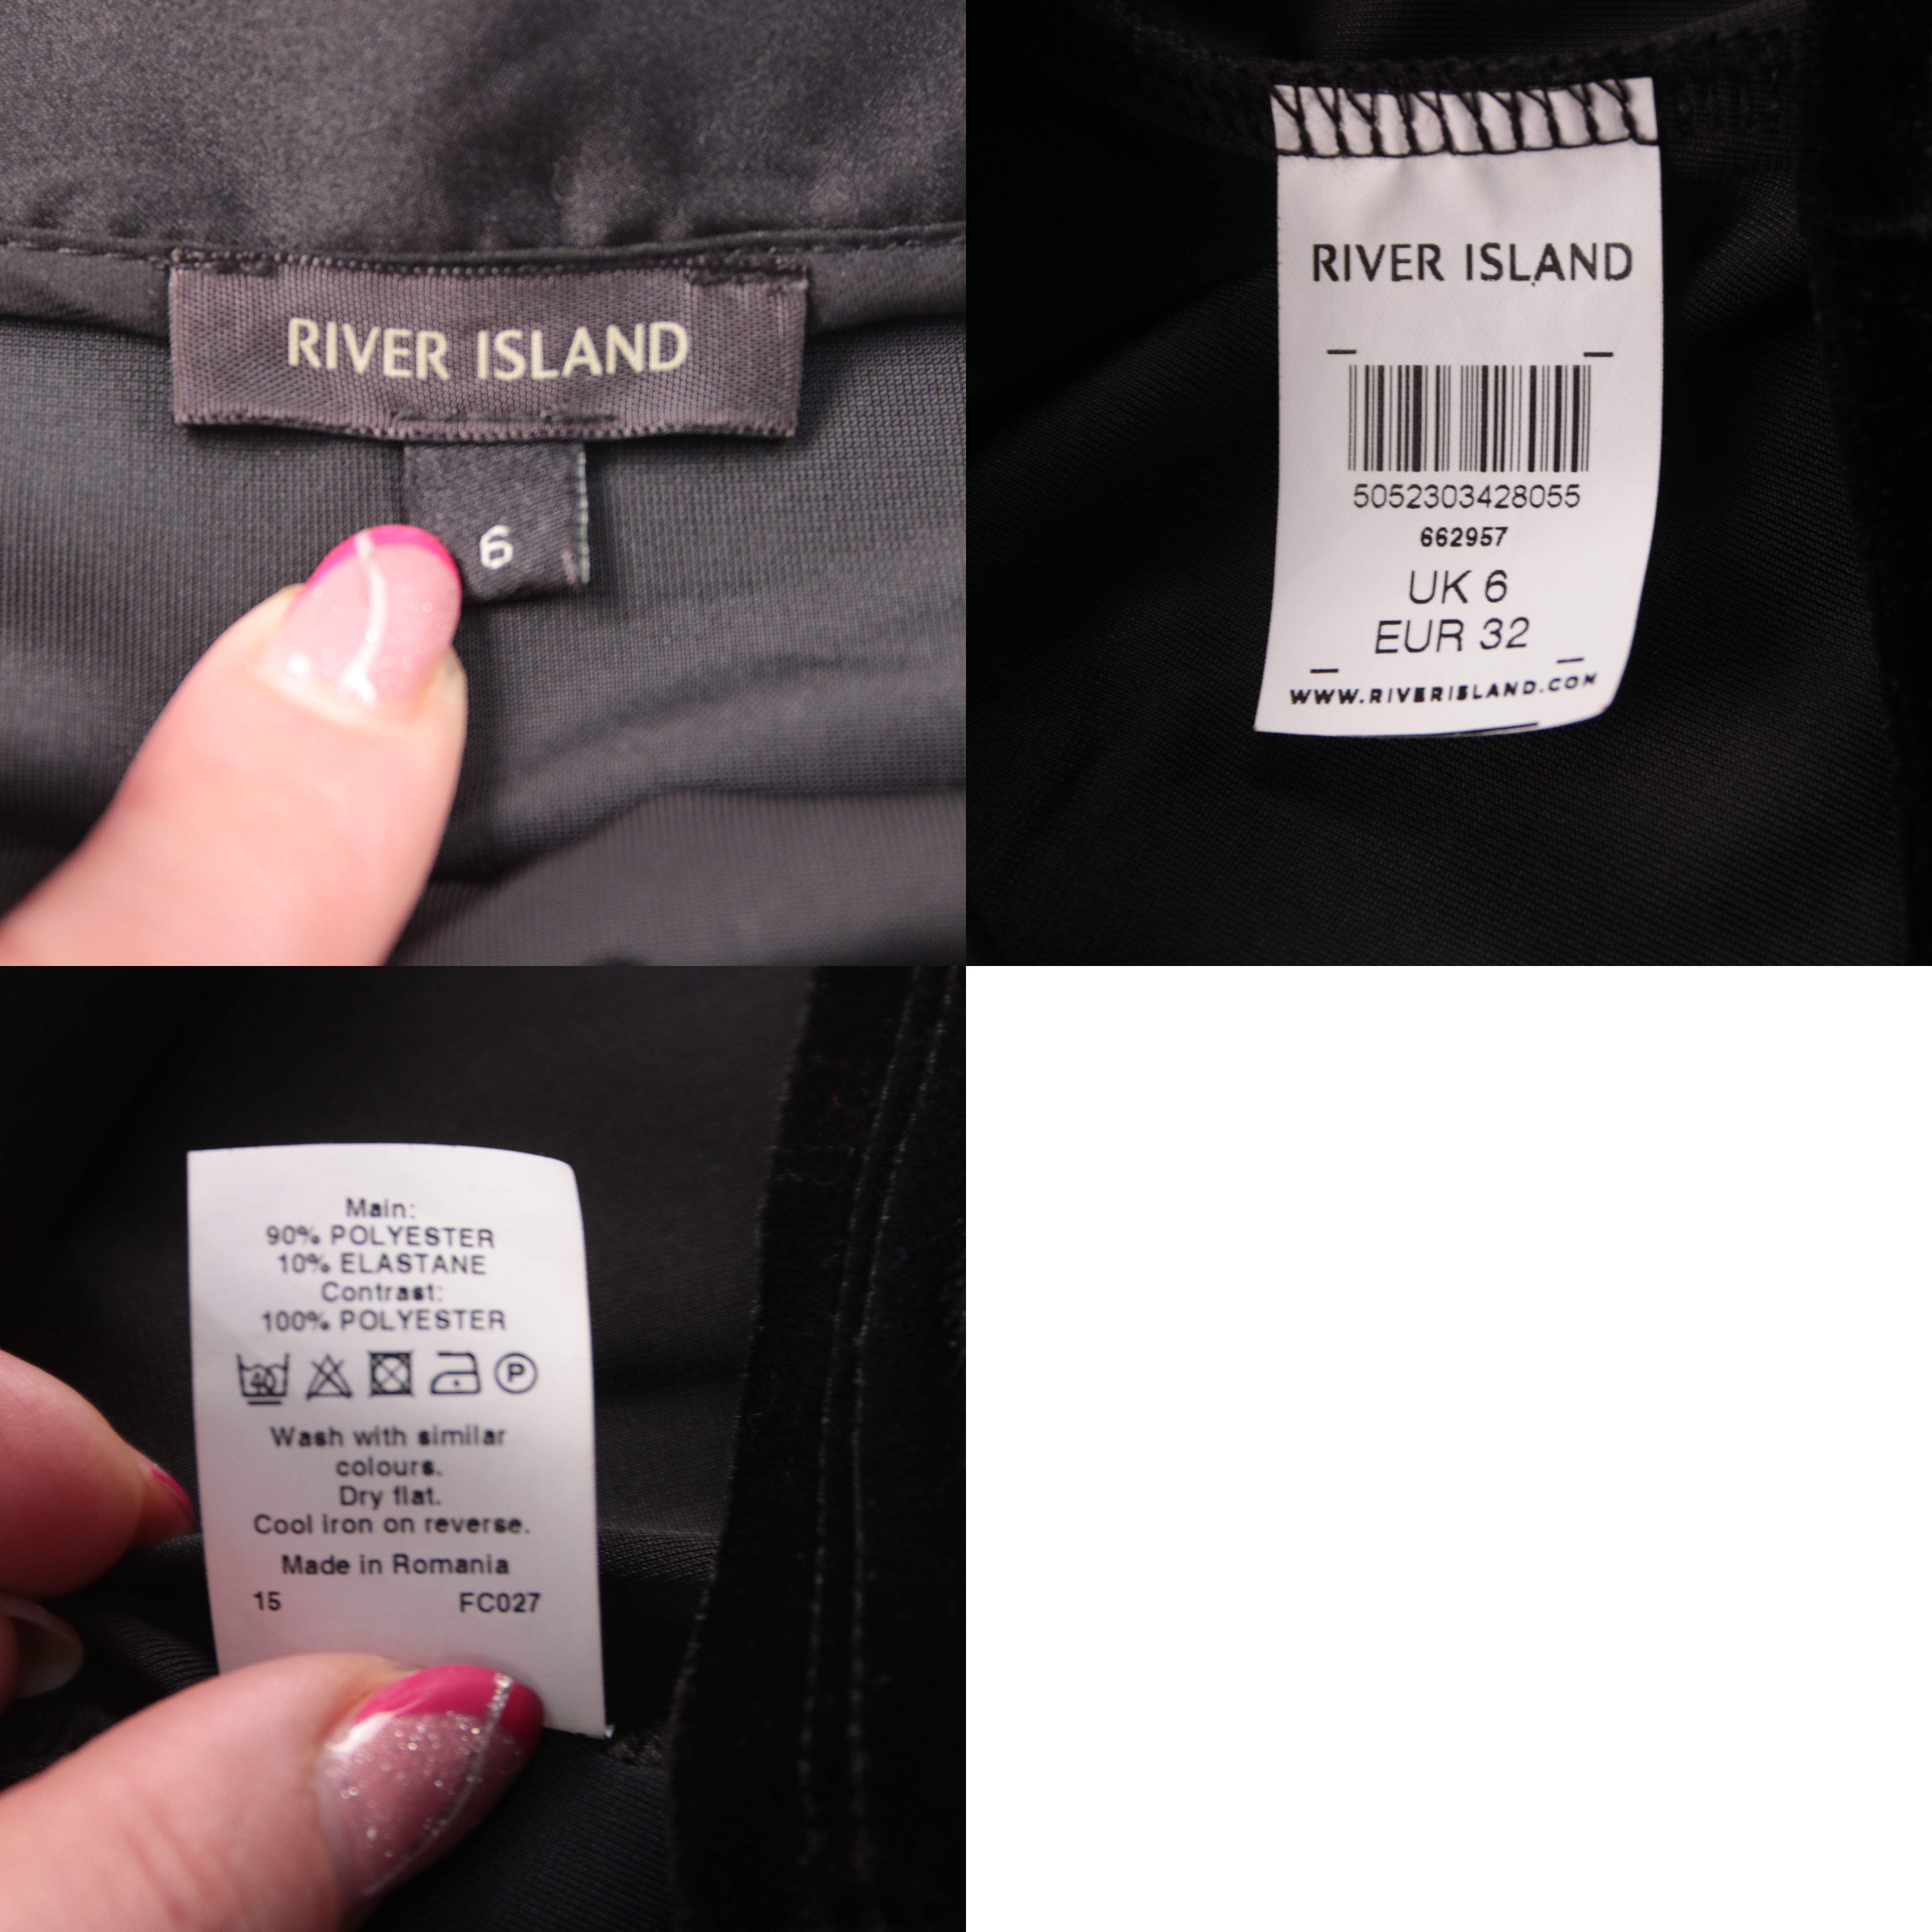 RIVER ISLAND
6
RIVER ISLAND
5052303428055
662957
UK 6
EUR 32
WWW.RIVERISLAND.COM
Main:
90% POLYESTER
10% ELASTANE
Contrast:
100% POLYESTER
40
P
Wash with similar
colours.
Dry flat.
Cool iron on reverse.
Made in Romania
15 FC027